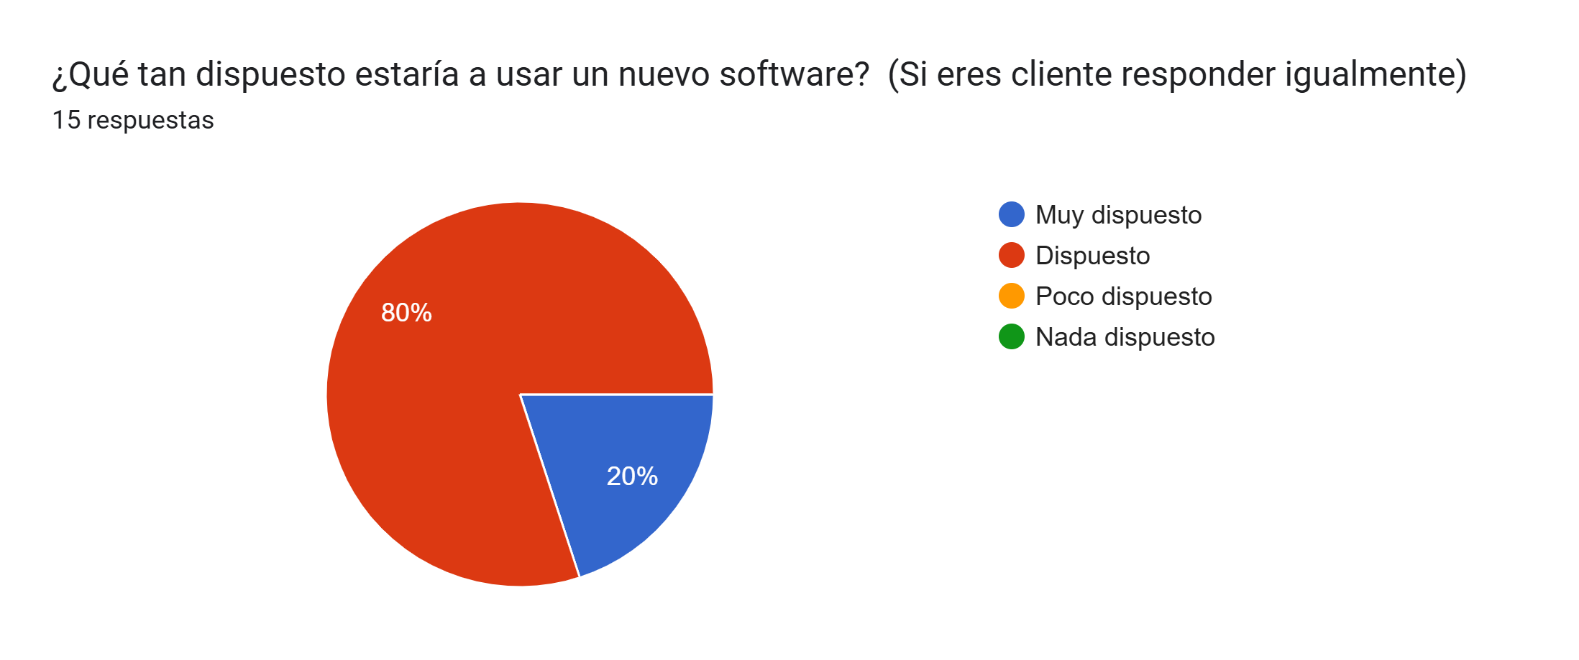 ¿Qué tan dispuesto estaría a usar un nuevo software?  (Si eres cliente responder igualmente)
15 respuestas
80%
20%
Muy dispuesto
Dispuesto
Poco dispuesto
Nada dispuesto